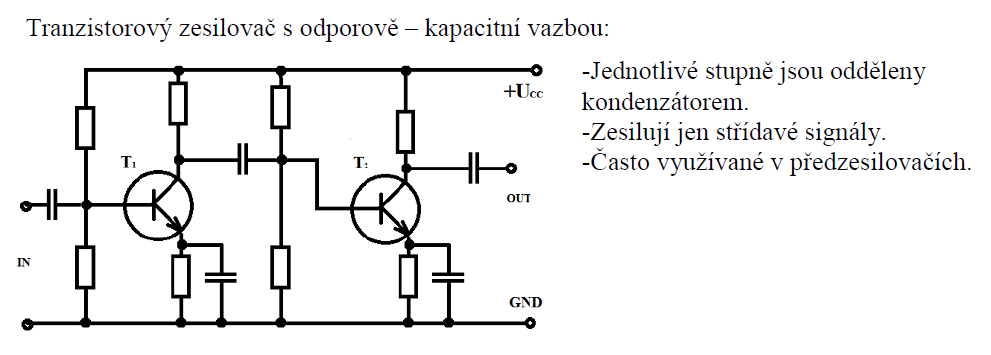 Tranzistorový zesilovač s odporově – kapacitní vazbou:
-Jednotlivé stupně jsou odděleny
kondenzátorem.
-Zesilují jen střídavé signály.
-Často využívané v předzesilovačích.
+Ucc
T₁
T₂
OUT
IN
GND